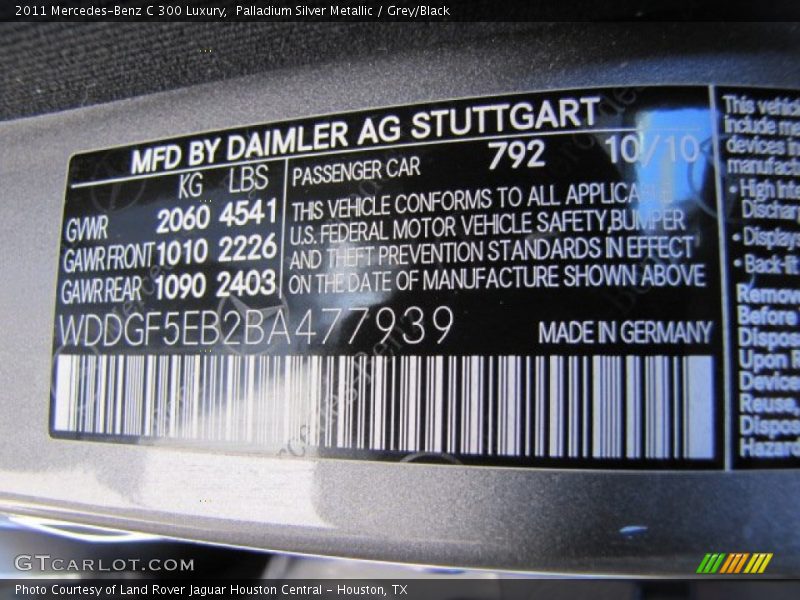 2011 Mercedes-Benz C 300 Luxury,  Palladium Silver Metallic / Grey/Black
MFD BY DAIMLER AG STUTTGART
KG LBS
GVWR 2060 4541
GAWR FRONT 1010 2226
GAWR REAR 1090 2403
PASSENGER CAR 792 10/10
THIS VEHICLE CONFORMS TO ALL APPLICABLE
U.S. FEDERAL MOTOR VEHICLE SAFETY, BUMPER
AND THEFT PREVENTION STANDARDS IN EFFECT
ON THE DATE OF MANUFACTURE SHOWN ABOVE
WDDGF5EB2BA477939
MADE IN GERMANY
This vehicl
include me
devices in
manufact
• High Inte
Dischar
• Displays
• Back-lit
Remov
Before
Dispos
Upon R
Device
Reuse,
Dispos
Hazard
GTCARLOT.COM
Photo Courtesy of Land Rover Jaguar Houston Central - Houston, TX